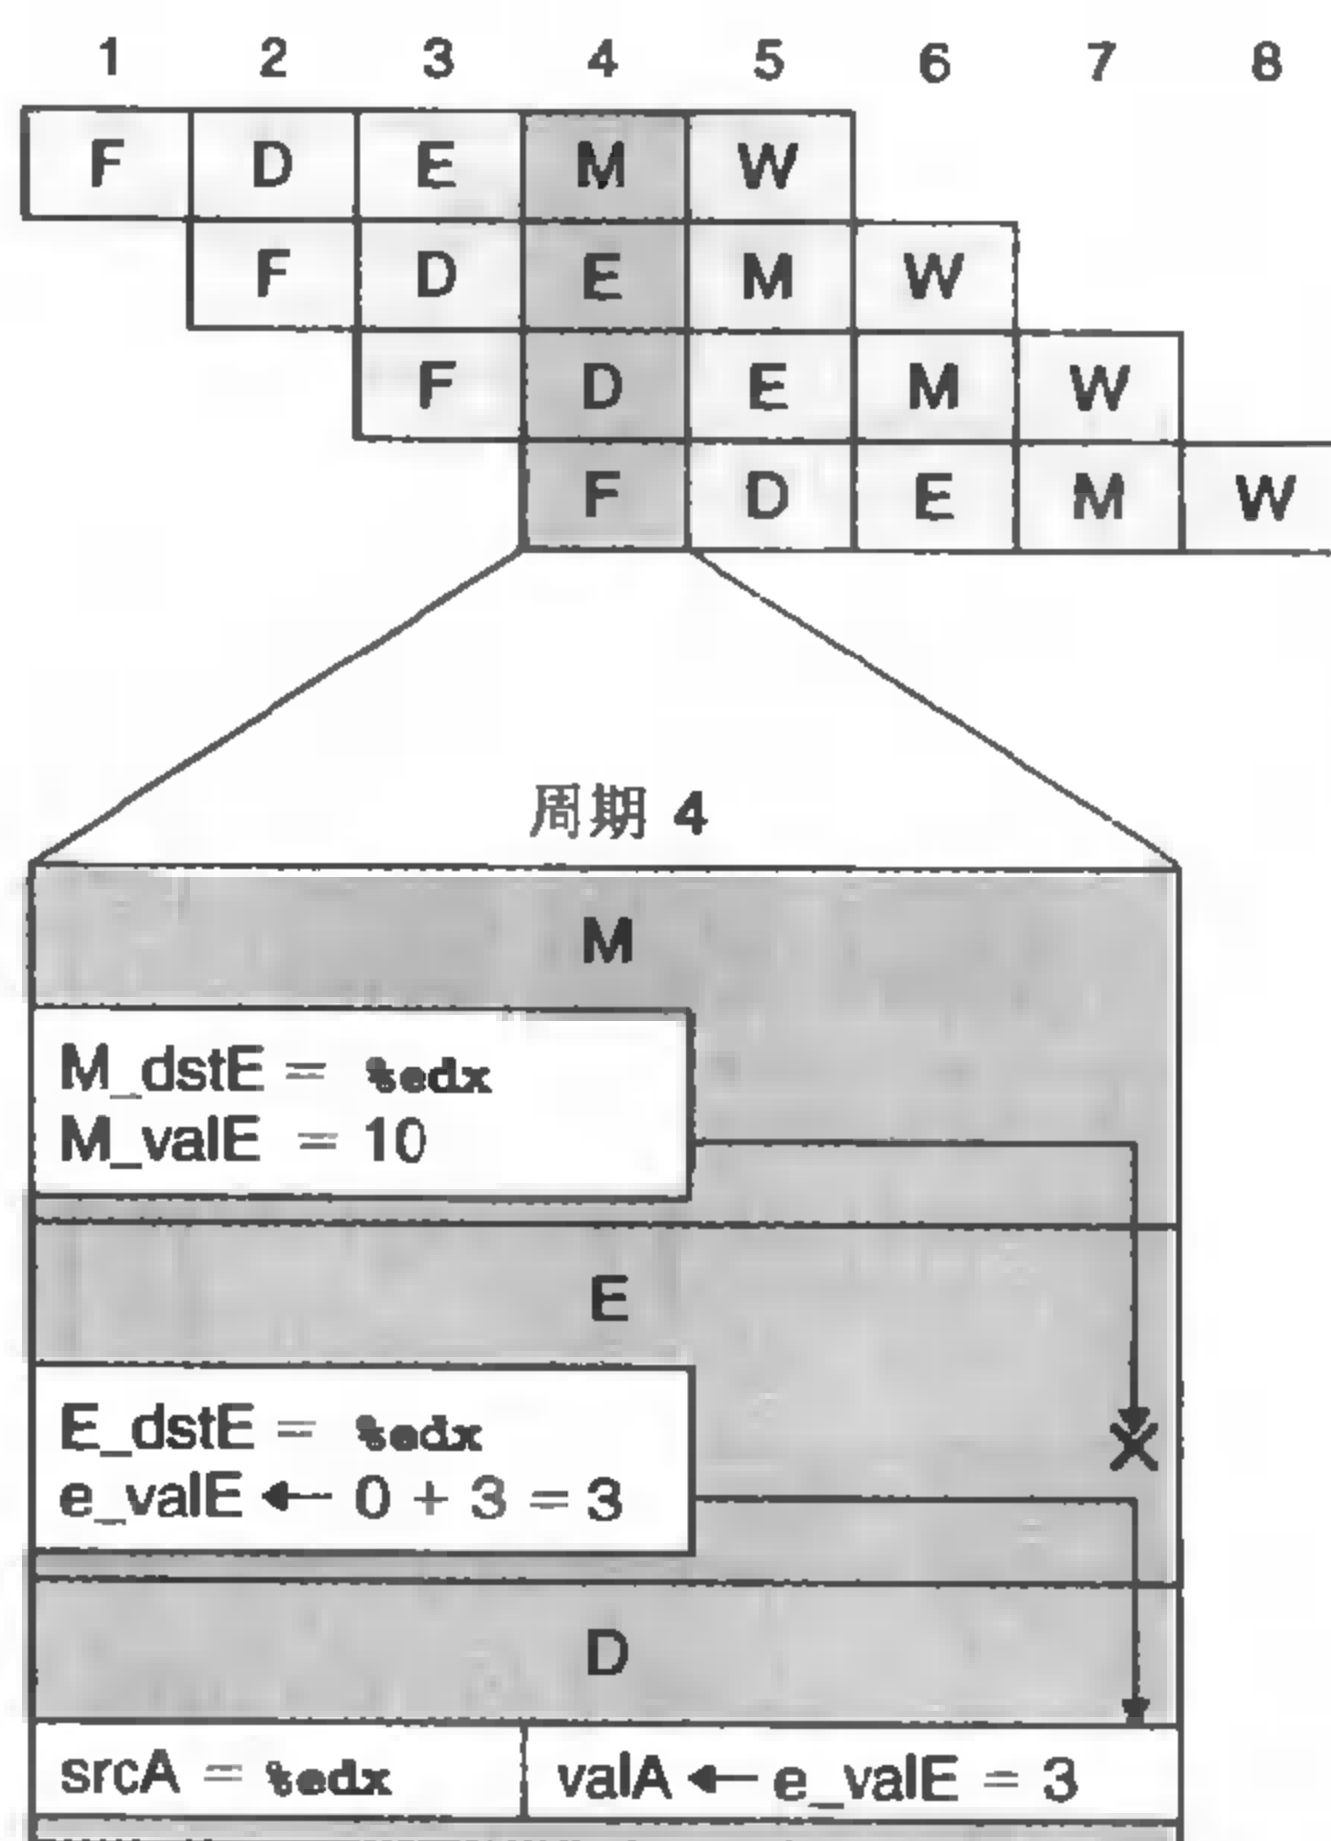 1 2 3 4 5 6 7 8
F D E M W
F D E M W
F D E M W
F D E M W
周期 4
M
M_dstE = %edx
M_valE = 10
E
E_dstE = %edx
e_valE ← 0 + 3 = 3
D
srcA = %edx valA ← e_valE = 3